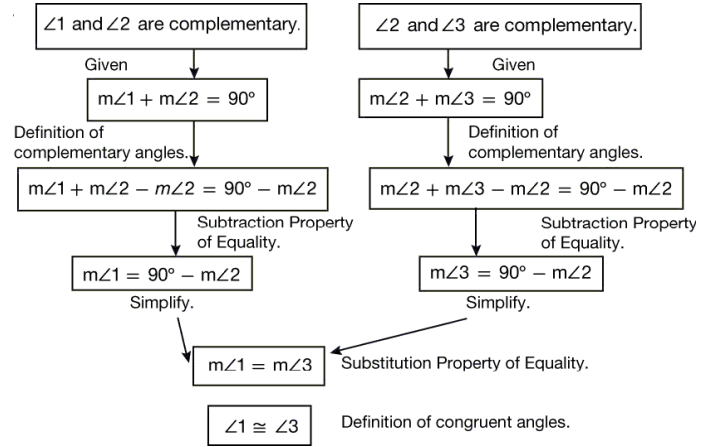 ∠1 and ∠2 are complementary.
∠2 and ∠3 are complementary.
Given
Given
m∠1 + m∠2 = 90°
m∠2 + m∠3 = 90°
Definition of
complementary angles.
Definition of
complementary angles.
m∠1 + m∠2 − m∠2 = 90° − m∠2
m∠2 + m∠3 − m∠2 = 90° − m∠2
Subtraction Property
of Equality.
Subtraction Property
of Equality.
m∠1 = 90° − m∠2
m∠3 = 90° − m∠2
Simplify.
Simplify.
m∠1 = m∠3
Substitution Property of Equality.
∠1 ≅ ∠3
Definition of congruent angles.